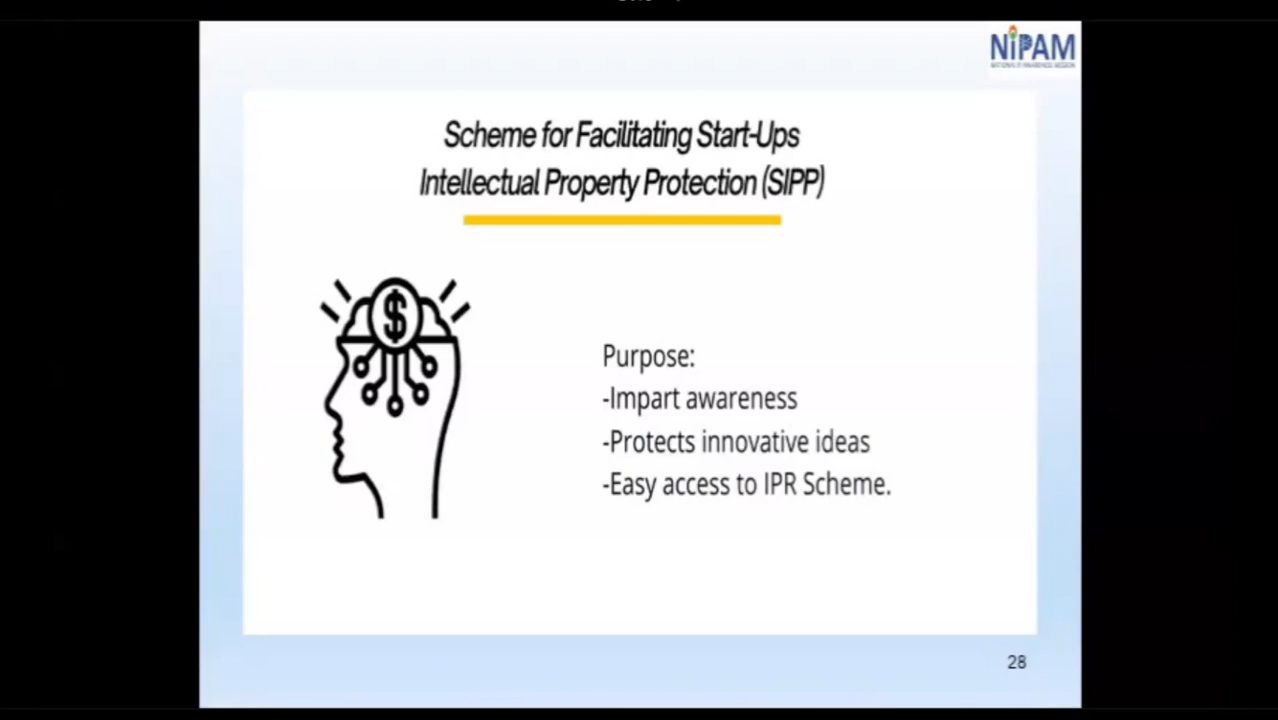 NiPAM
Scheme for Facilitating Start-Ups
Intellectual Property Protection (SIPP)
$
Purpose:
-Impart awareness
-Protects innovative ideas
-Easy access to IPR Scheme.
28